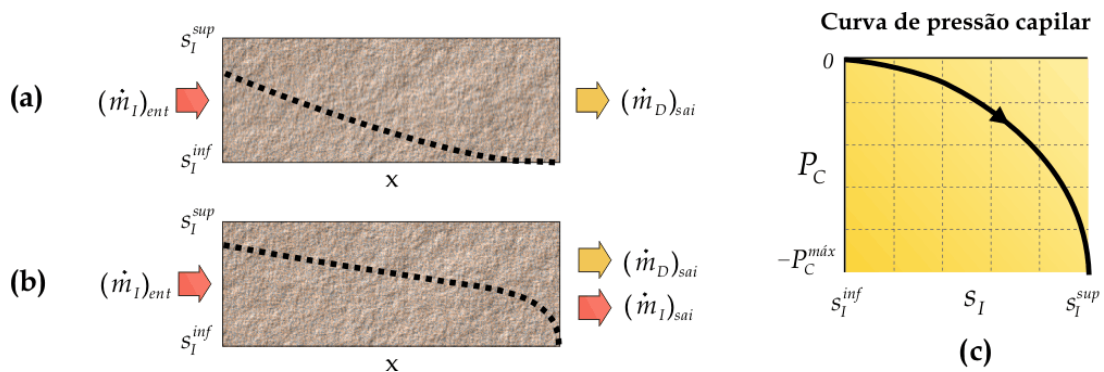 (a)
s_I^sup
(ṁ_I)_ent
s_I^inf
x
(ṁ_D)_sai
(b)
s_I^sup
(ṁ_I)_ent
s_I^inf
x
(ṁ_D)_sai
(ṁ_I)_sai
Curva de pressão capilar
0
P_C
−P_C^máx
s_I^inf
s_I
s_I^sup
(c)